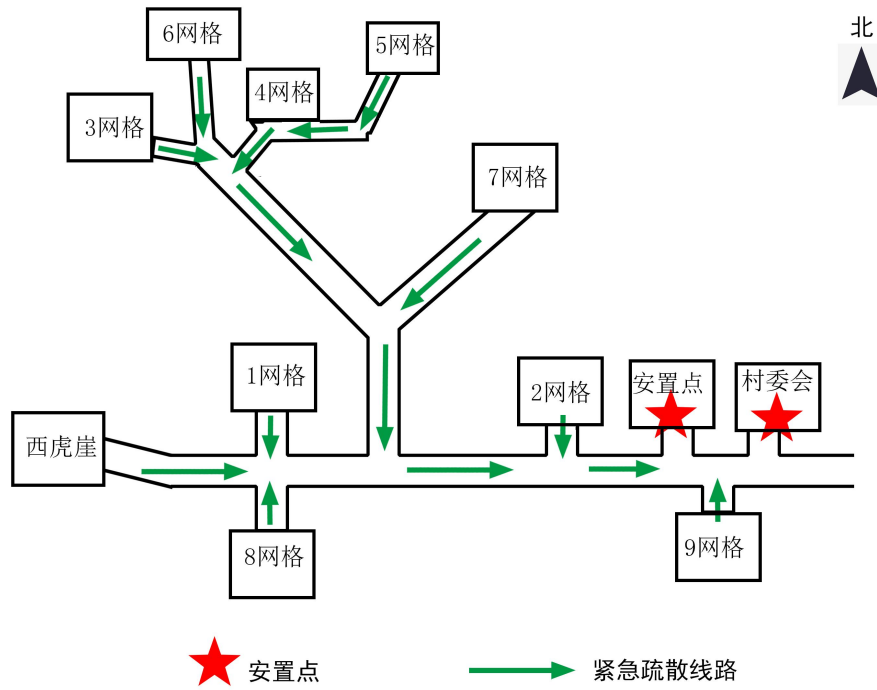 北
6网格
5网格
4网格
3网格
7网格
1网格
2网格
安置点
村委会
西虎崖
8网格
9网格
安置点
紧急疏散线路